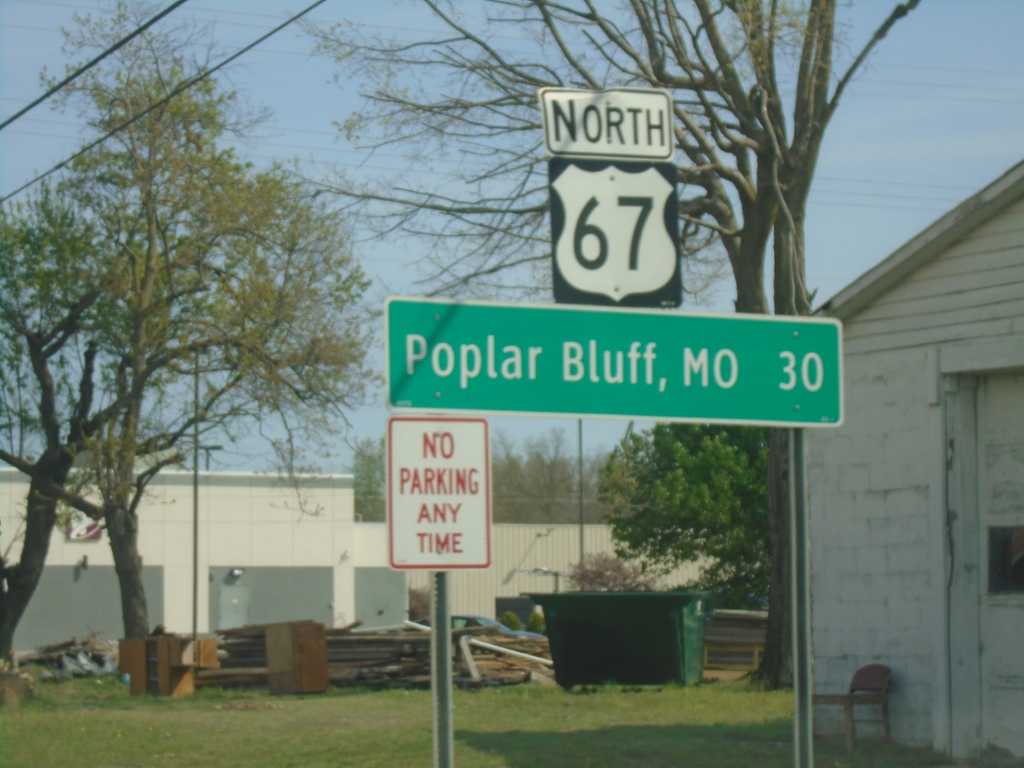 NORTH
67
Poplar Bluff, MO 30
NO
PARKING
ANY
TIME